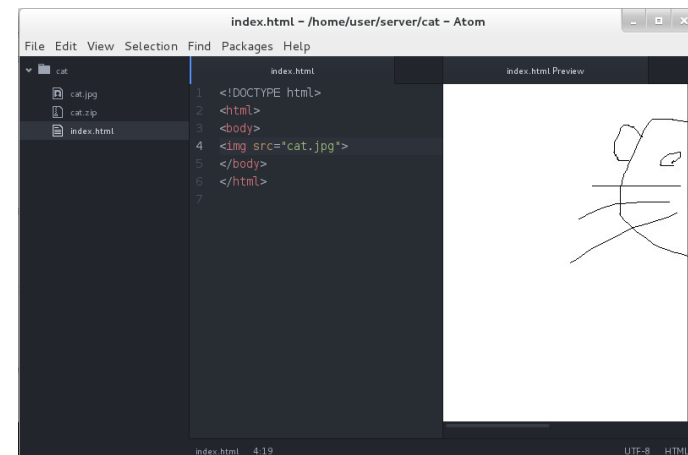 index.html – /home/user/server/cat – Atom
File Edit View Selection Find Packages Help
cat
cat.jpg
cat.zip
index.html
index.html
1 <!DOCTYPE html>
2 <html>
3 <body>
4 <img src="cat.jpg">
5 </body>
6 </html>
7
index.html Preview
index.html 4:19
UTF-8 HTML